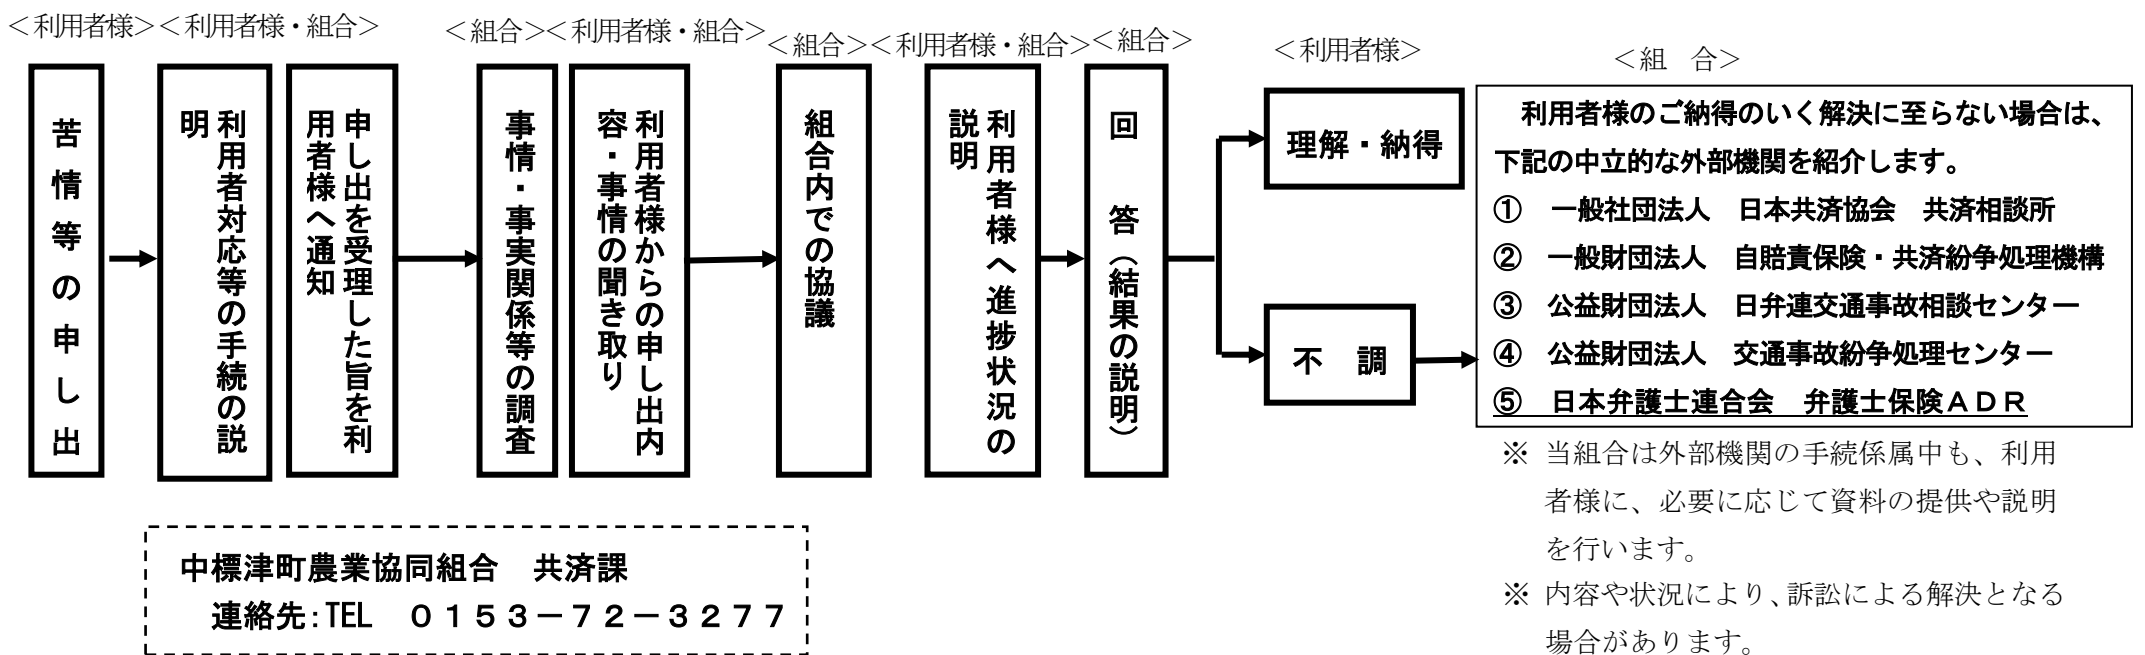 ＜利用者様＞
＜利用者様・組合＞
＜組合＞
＜利用者様・組合＞
＜組合＞
＜利用者様・組合＞
＜組合＞
＜利用者様＞
＜組　合＞
苦情等の申し出
利用者対応等の手続の説
明
申し出を受理した旨を利
用者様へ通知
事情・事実関係等の調査
利用者様からの申し出内
容・事情の聞き取り
組合内での協議
利用者様へ進捗状況の
説明
回　答（結果の説明）
理解・納得
不　調
利用者様のご納得のいく解決に至らない場合は、
下記の中立的な外部機関を紹介します。
①　一般社団法人　日本共済協会　共済相談所
②　一般財団法人　自賠責保険・共済紛争処理機構
③　公益財団法人　日弁連交通事故相談センター
④　公益財団法人　交通事故紛争処理センター
⑤　日本弁護士連合会　弁護士保険ＡＤＲ
※ 当組合は外部機関の手続係属中も、利用
者様に、必要に応じて資料の提供や説明
を行います。
※ 内容や状況により、訴訟による解決となる
場合があります。
中標津町農業協同組合　共済課
連絡先：TEL　０１５３－７２－３２７７